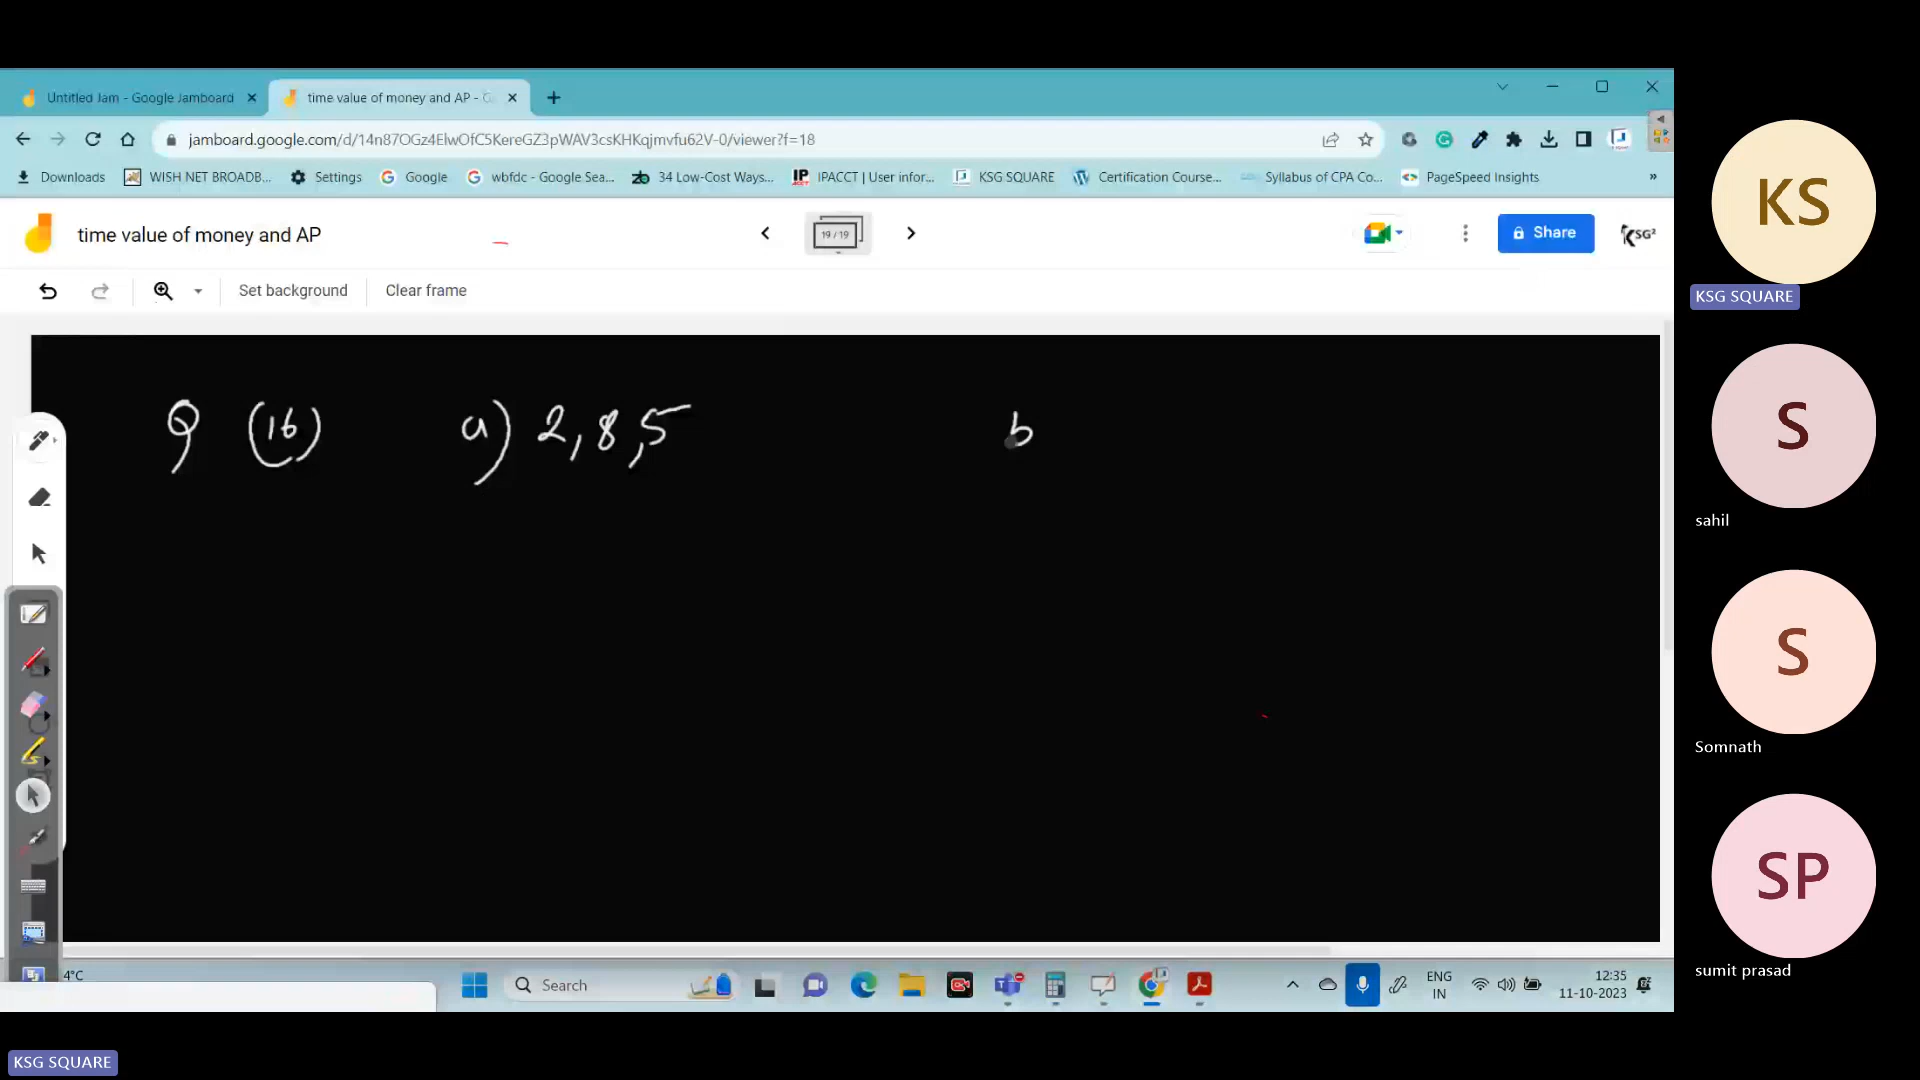 Untitled Jam - Google Jamboard
time value of money and AP - G
jamboard.google.com/d/14n87OGz4ElwOfC5KereGZ3pWAV3csKHKqjmvfu62V-0/viewer?f=18
Downloads WISH NET BROADB... Settings Google wbfdc - Google Sea... 34 Low-Cost Ways... IPACCT | User infor... KSG SQUARE Certification Course... Syllabus of CPA Co... PageSpeed Insights »
time value of money and AP 19 / 19 Share KSG²
Set background Clear frame
Q (16) a) 2, 8, 5 b
KS
KSG SQUARE
S
sahil
S
Somnath
SP
sumit prasad
4°C Search ENG IN 12:35 11-10-2023
KSG SQUARE